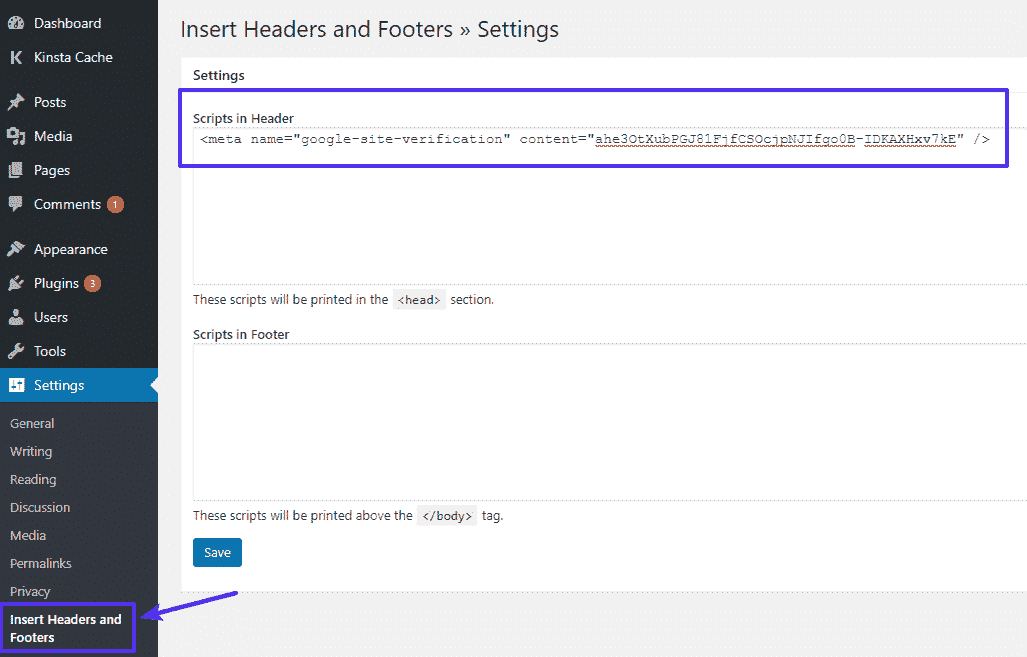 Dashboard
Kinsta Cache
Posts
Media
Pages
Comments 1
Appearance
Plugins 3
Users
Tools
Settings
General
Writing
Reading
Discussion
Media
Permalinks
Privacy
Insert Headers and
Footers
Insert Headers and Footers » Settings
Settings
Scripts in Header
<meta name="google-site-verification" content="ahe3OtXubPGJ81FjfCSOcjpNJIfgo0B-IDKAXHxv7kE" />
These scripts will be printed in the <head> section.
Scripts in Footer
These scripts will be printed above the </body> tag.
Save